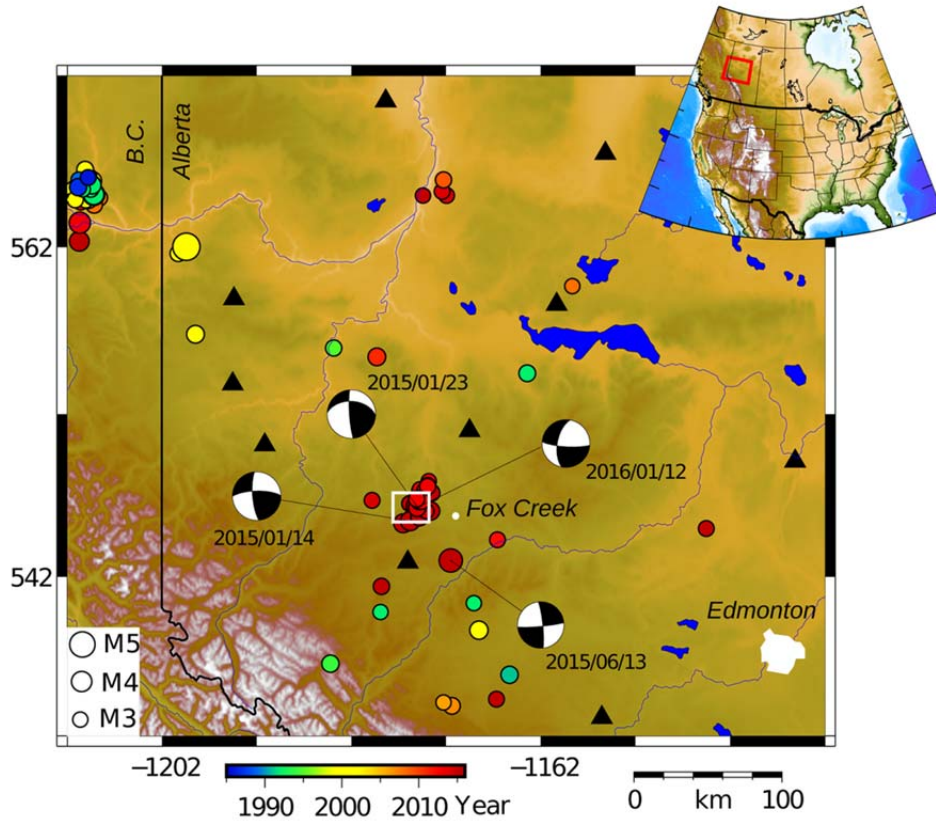 B.C.
Alberta
562
2015/01/23
2016/01/12
Fox Creek
2015/01/14
542
Edmonton
2015/06/13
M5
M4
M3
−1202
−1162
1990
2000
2010
Year
0
km
100